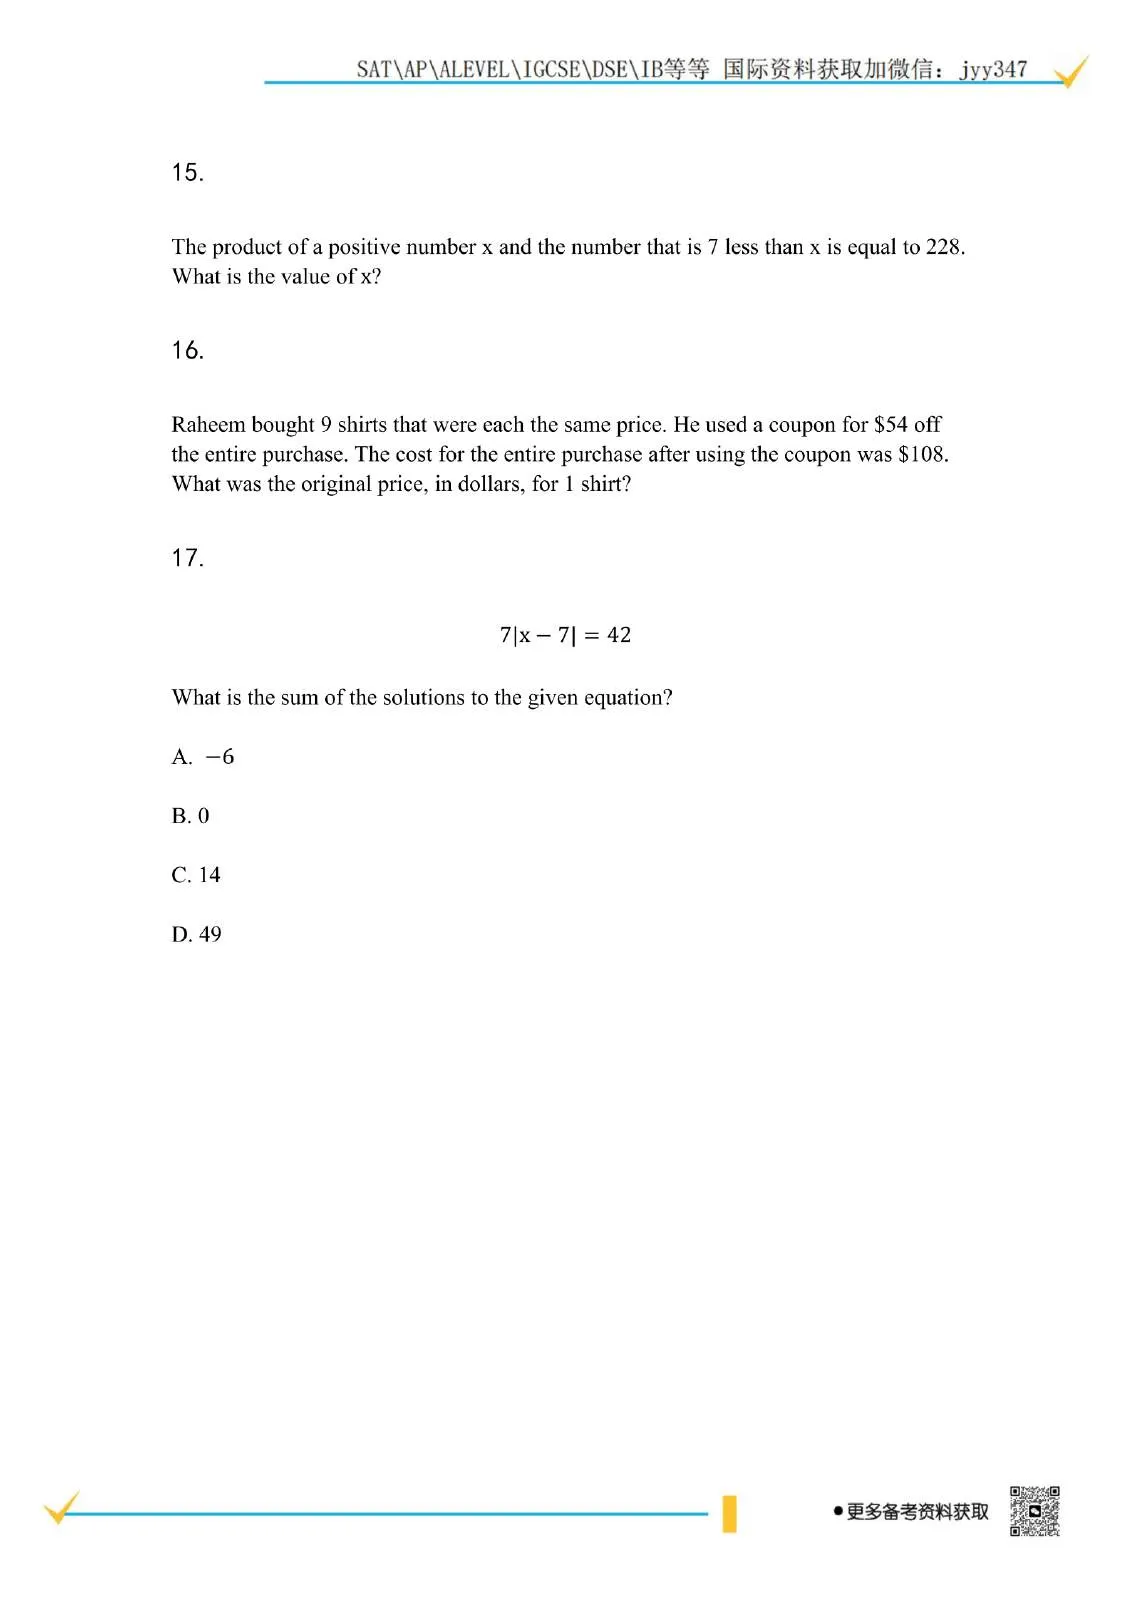 SAT\AP\ALEVEL\IGCSE\DSE\IB等等 国际资料获取加微信：jyy347
15.
The product of a positive number x and the number that is 7 less than x is equal to 228.
What is the value of x?
16.
Raheem bought 9 shirts that were each the same price. He used a coupon for $54 off
the entire purchase. The cost for the entire purchase after using the coupon was $108.
What was the original price, in dollars, for 1 shirt?
17.
7|x − 7| = 42
What is the sum of the solutions to the given equation?
A. −6
B. 0
C. 14
D. 49
●更多备考资料获取